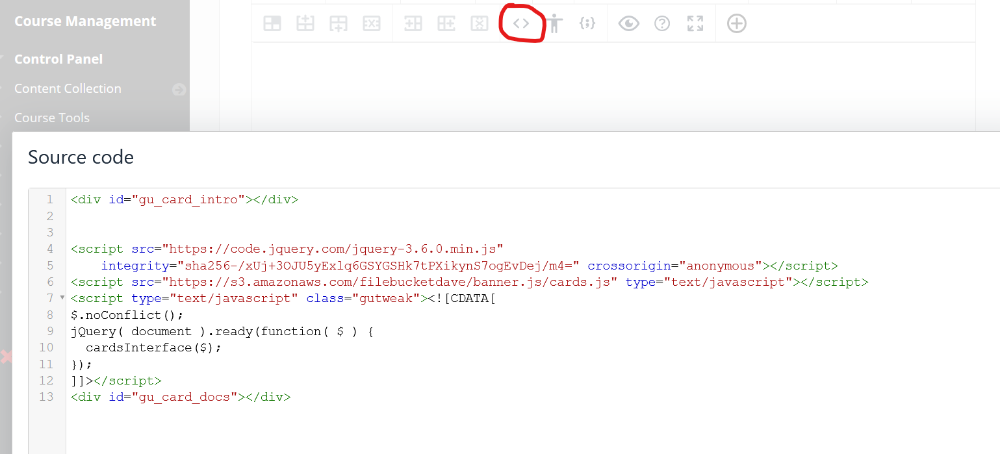 Course Management
Control Panel
Content Collection
Course Tools
Source code
1 <div id="gu_card_intro"></div>
2
3
4 <script src="https://code.jquery.com/jquery-3.6.0.min.js"
5 integrity="sha256-/xUj+3OJU5yExlq6GSYGSHk7tPXikynS7ogEvDej/m4=" crossorigin="anonymous"></script>
6 <script src="https://s3.amazonaws.com/filebucketdave/banner.js/cards.js" type="text/javascript"></script>
7 <script type="text/javascript" class="gutweak"><![CDATA[
8 $.noConflict();
9 jQuery( document ).ready(function( $ ) {
10 cardsInterface($);
11 });
12 ]]></script>
13 <div id="gu_card_docs"></div>